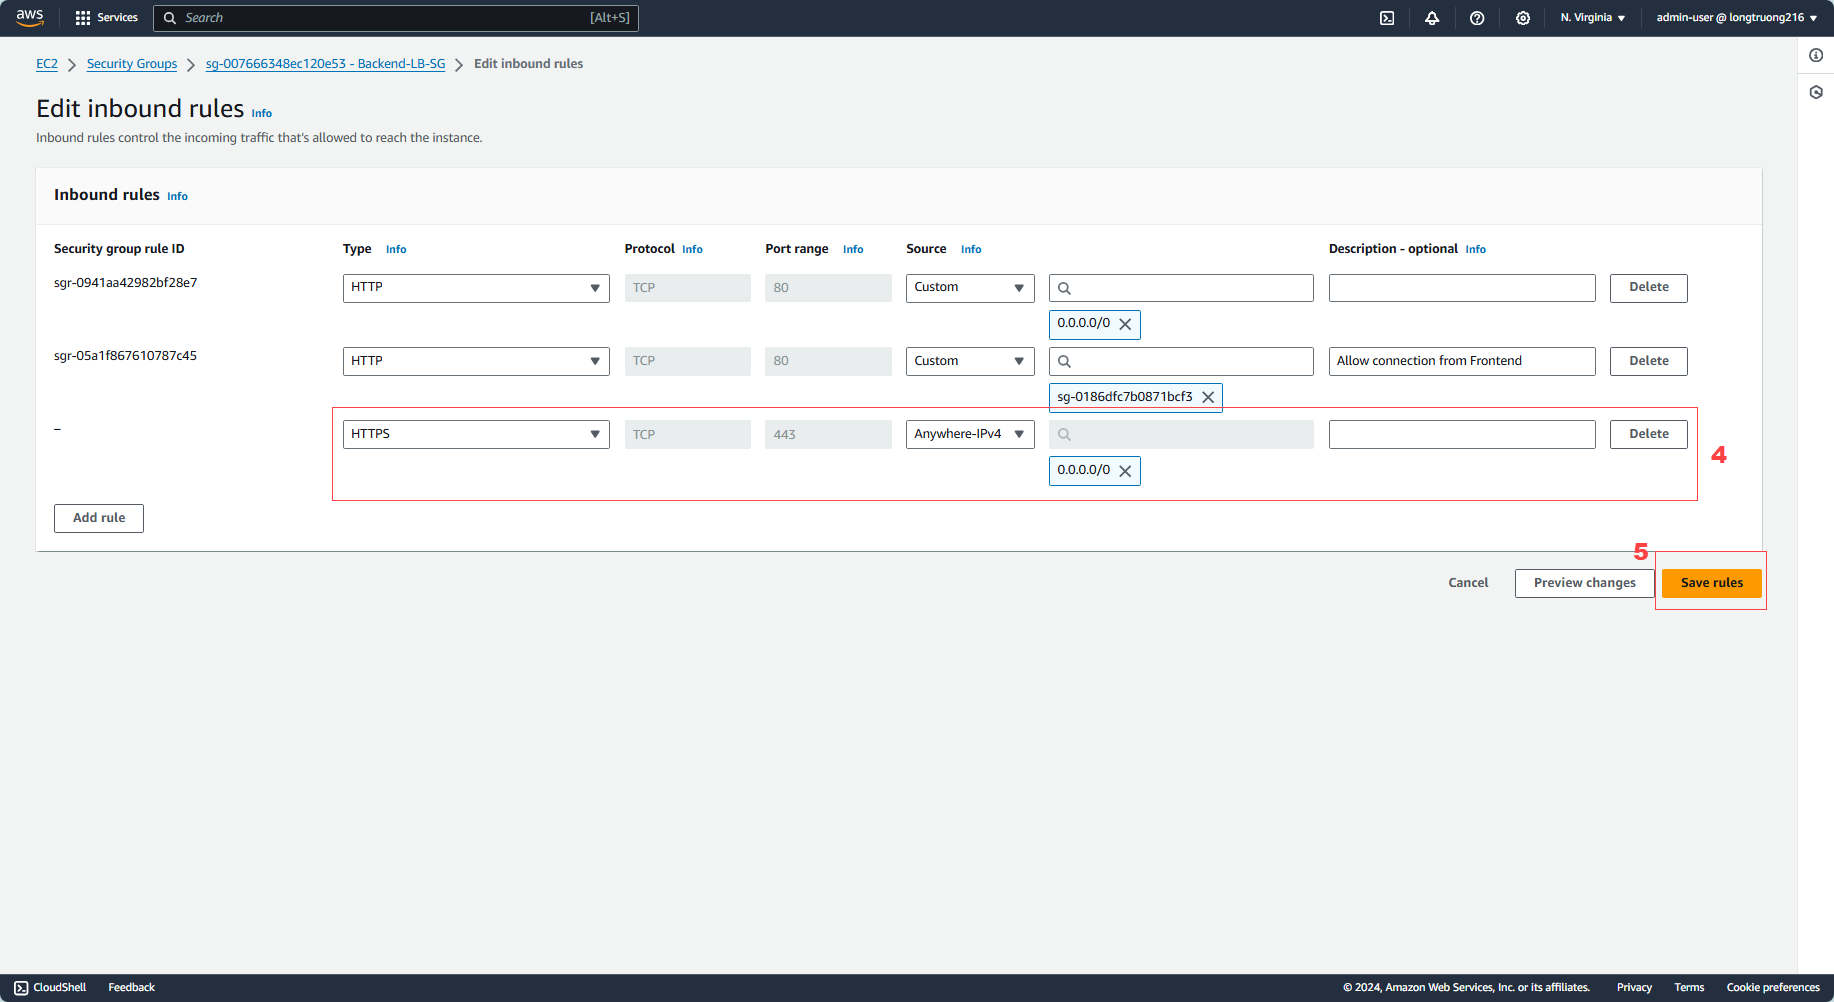 aws Services Search [Alt+S] N. Virginia admin-user @ longtruong216
EC2 Security Groups sg-007666348ec120e53 - Backend-LB-SG Edit inbound rules
Edit inbound rules Info
Inbound rules control the incoming traffic that's allowed to reach the instance.
Inbound rules Info
Security group rule ID Type Info Protocol Info Port range Info Source Info Description - optional Info
sgr-0941aa42982bf28e7 HTTP TCP 80 Custom Delete
0.0.0.0/0
sgr-05a1f867610787c45 HTTP TCP 80 Custom Allow connection from Frontend Delete
sg-0186dfc7b0871bcf3
– HTTPS TCP 443 Anywhere-IPv4 Delete
4
0.0.0.0/0
Add rule
5
Cancel Preview changes Save rules
CloudShell Feedback © 2024, Amazon Web Services, Inc. or its affiliates. Privacy Terms Cookie preferences